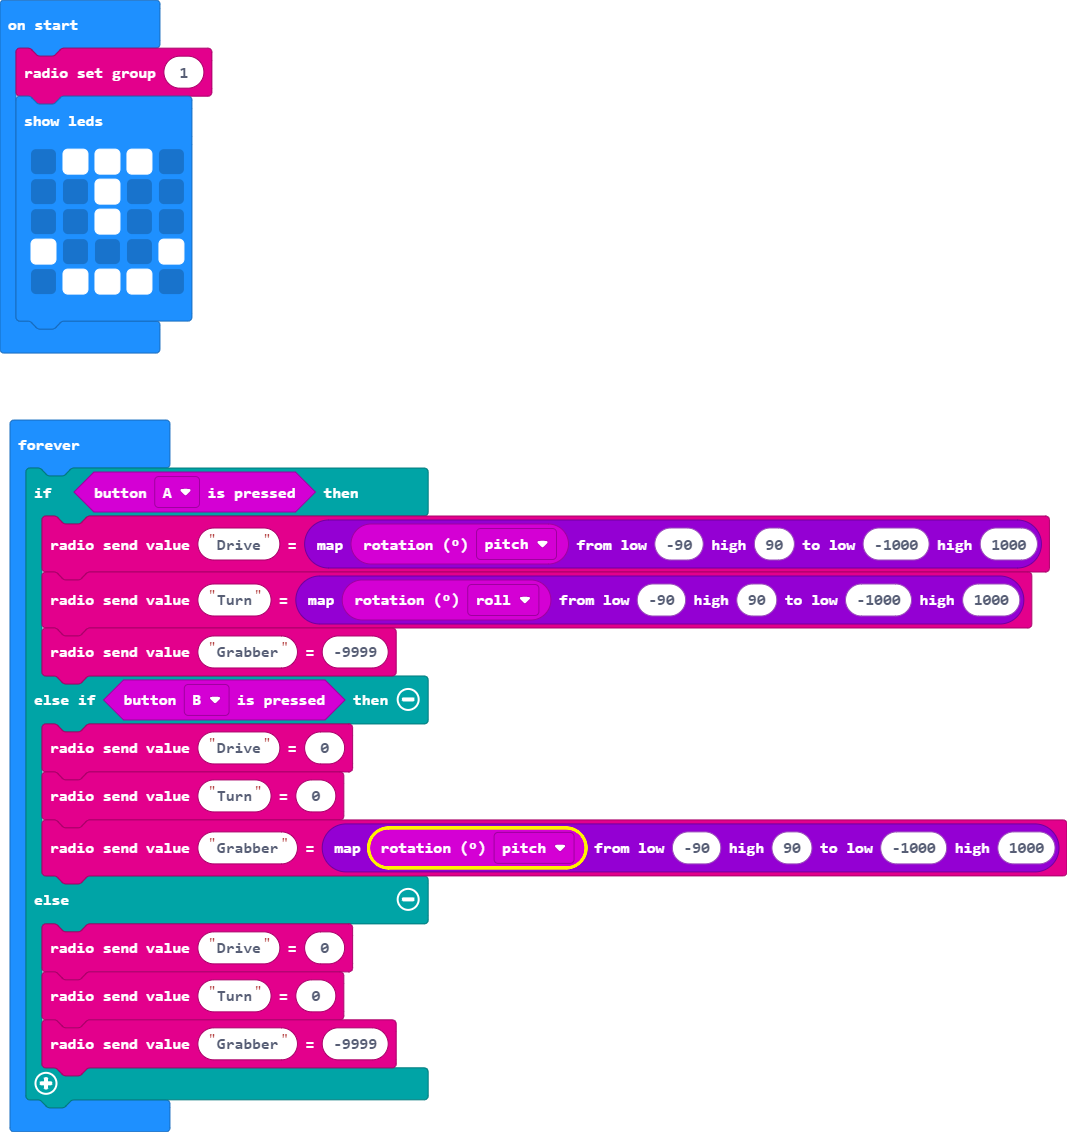 on start
radio set group 1
show leds
forever
if button A is pressed then
radio send value "Drive" = map rotation (º) pitch from low -90 high 90 to low -1000 high 1000
radio send value "Turn" = map rotation (º) roll from low -90 high 90 to low -1000 high 1000
radio send value "Grabber" = -9999
else if button B is pressed then
radio send value "Drive" = 0
radio send value "Turn" = 0
radio send value "Grabber" = map rotation (º) pitch from low -90 high 90 to low -1000 high 1000
else
radio send value "Drive" = 0
radio send value "Turn" = 0
radio send value "Grabber" = -9999